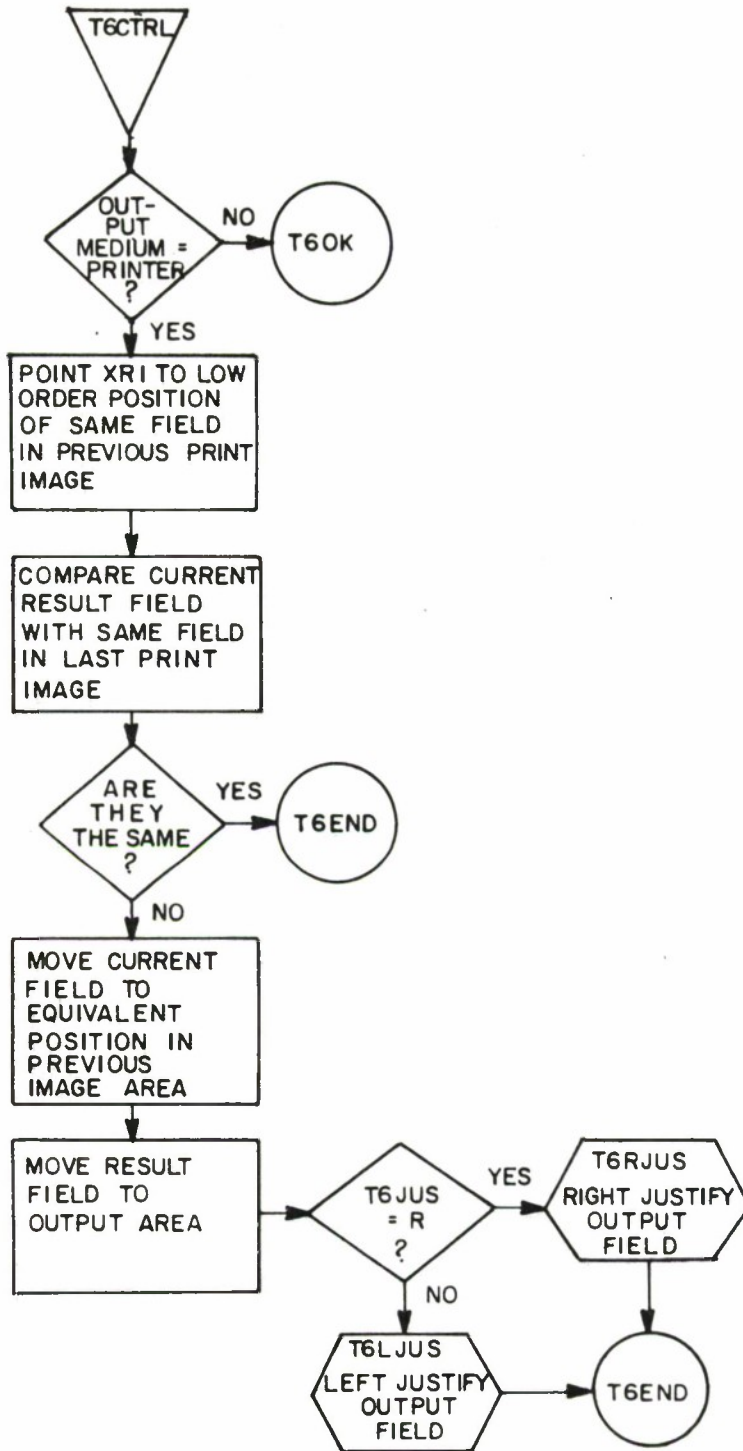 T6CTRL
OUT-
PUT
MEDIUM =
PRINTER
?
NO
T6OK
YES
POINT XR1 TO LOW
ORDER POSITION
OF SAME FIELD
IN PREVIOUS PRINT
IMAGE
COMPARE CURRENT
RESULT FIELD
WITH SAME FIELD
IN LAST PRINT
IMAGE
ARE
THEY
THE SAME
?
YES
T6END
NO
MOVE CURRENT
FIELD TO
EQUIVALENT
POSITION IN
PREVIOUS
IMAGE AREA
MOVE RESULT
FIELD TO
OUTPUT AREA
T6JUS
= R
?
YES
T6RJUS
RIGHT JUSTIFY
OUTPUT
FIELD
NO
T6LJUS
LEFT JUSTIFY
OUTPUT
FIELD
T6END